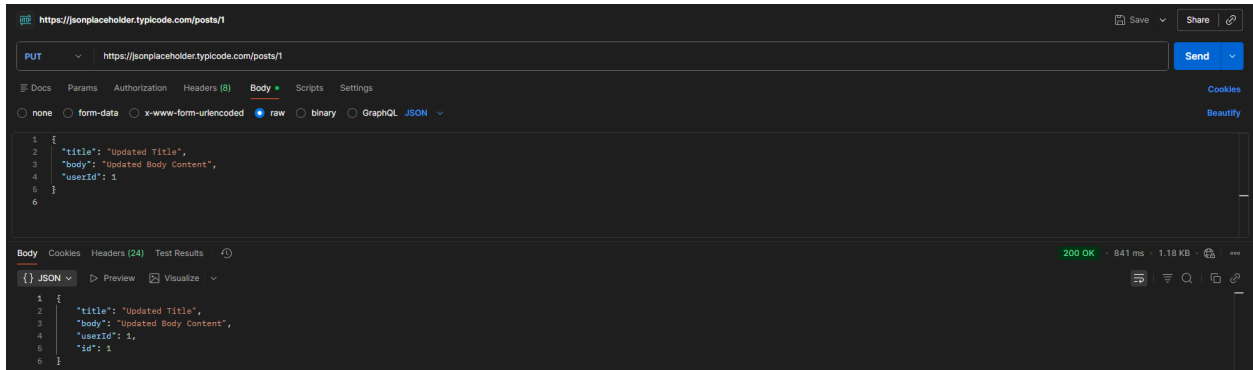 HTTP https://jsonplaceholder.typicode.com/posts/1 Save Share
PUT https://jsonplaceholder.typicode.com/posts/1 Send
Docs Params Authorization Headers (8) Body Scripts Settings Cookies
none form-data x-www-form-urlencoded raw binary GraphQL JSON Beautify
1 {
2 "title": "Updated Title",
3 "body": "Updated Body Content",
4 "userId": 1
5 }
6
Body Cookies Headers (24) Test Results 200 OK 841 ms 1.18 KB
{} JSON Preview Visualize
1 {
2 "title": "Updated Title",
3 "body": "Updated Body Content",
4 "userId": 1,
5 "id": 1
6 }